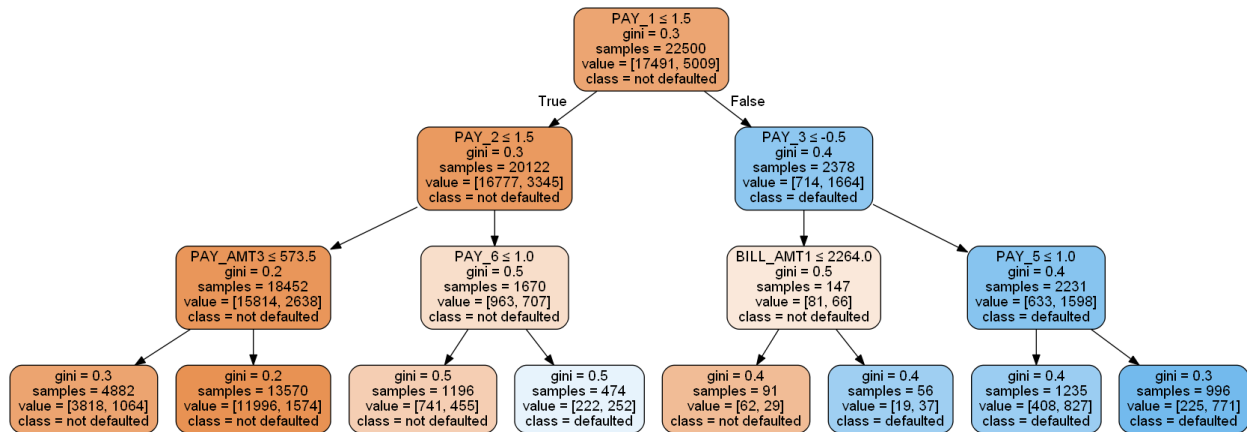 PAY_1 ≤ 1.5
gini = 0.3
samples = 22500
value = [17491, 5009]
class = not defaulted
True
False
PAY_2 ≤ 1.5
gini = 0.3
samples = 20122
value = [16777, 3345]
class = not defaulted
PAY_3 ≤ -0.5
gini = 0.4
samples = 2378
value = [714, 1664]
class = defaulted
PAY_AMT3 ≤ 573.5
gini = 0.2
samples = 18452
value = [15814, 2638]
class = not defaulted
PAY_6 ≤ 1.0
gini = 0.5
samples = 1670
value = [963, 707]
class = not defaulted
BILL_AMT1 ≤ 2264.0
gini = 0.5
samples = 147
value = [81, 66]
class = not defaulted
PAY_5 ≤ 1.0
gini = 0.4
samples = 2231
value = [633, 1598]
class = defaulted
gini = 0.3
samples = 4882
value = [3818, 1064]
class = not defaulted
gini = 0.2
samples = 13570
value = [11996, 1574]
class = not defaulted
gini = 0.5
samples = 1196
value = [741, 455]
class = not defaulted
gini = 0.5
samples = 474
value = [222, 252]
class = defaulted
gini = 0.4
samples = 91
value = [62, 29]
class = not defaulted
gini = 0.4
samples = 56
value = [19, 37]
class = defaulted
gini = 0.4
samples = 1235
value = [408, 827]
class = defaulted
gini = 0.3
samples = 996
value = [225, 771]
class = defaulted